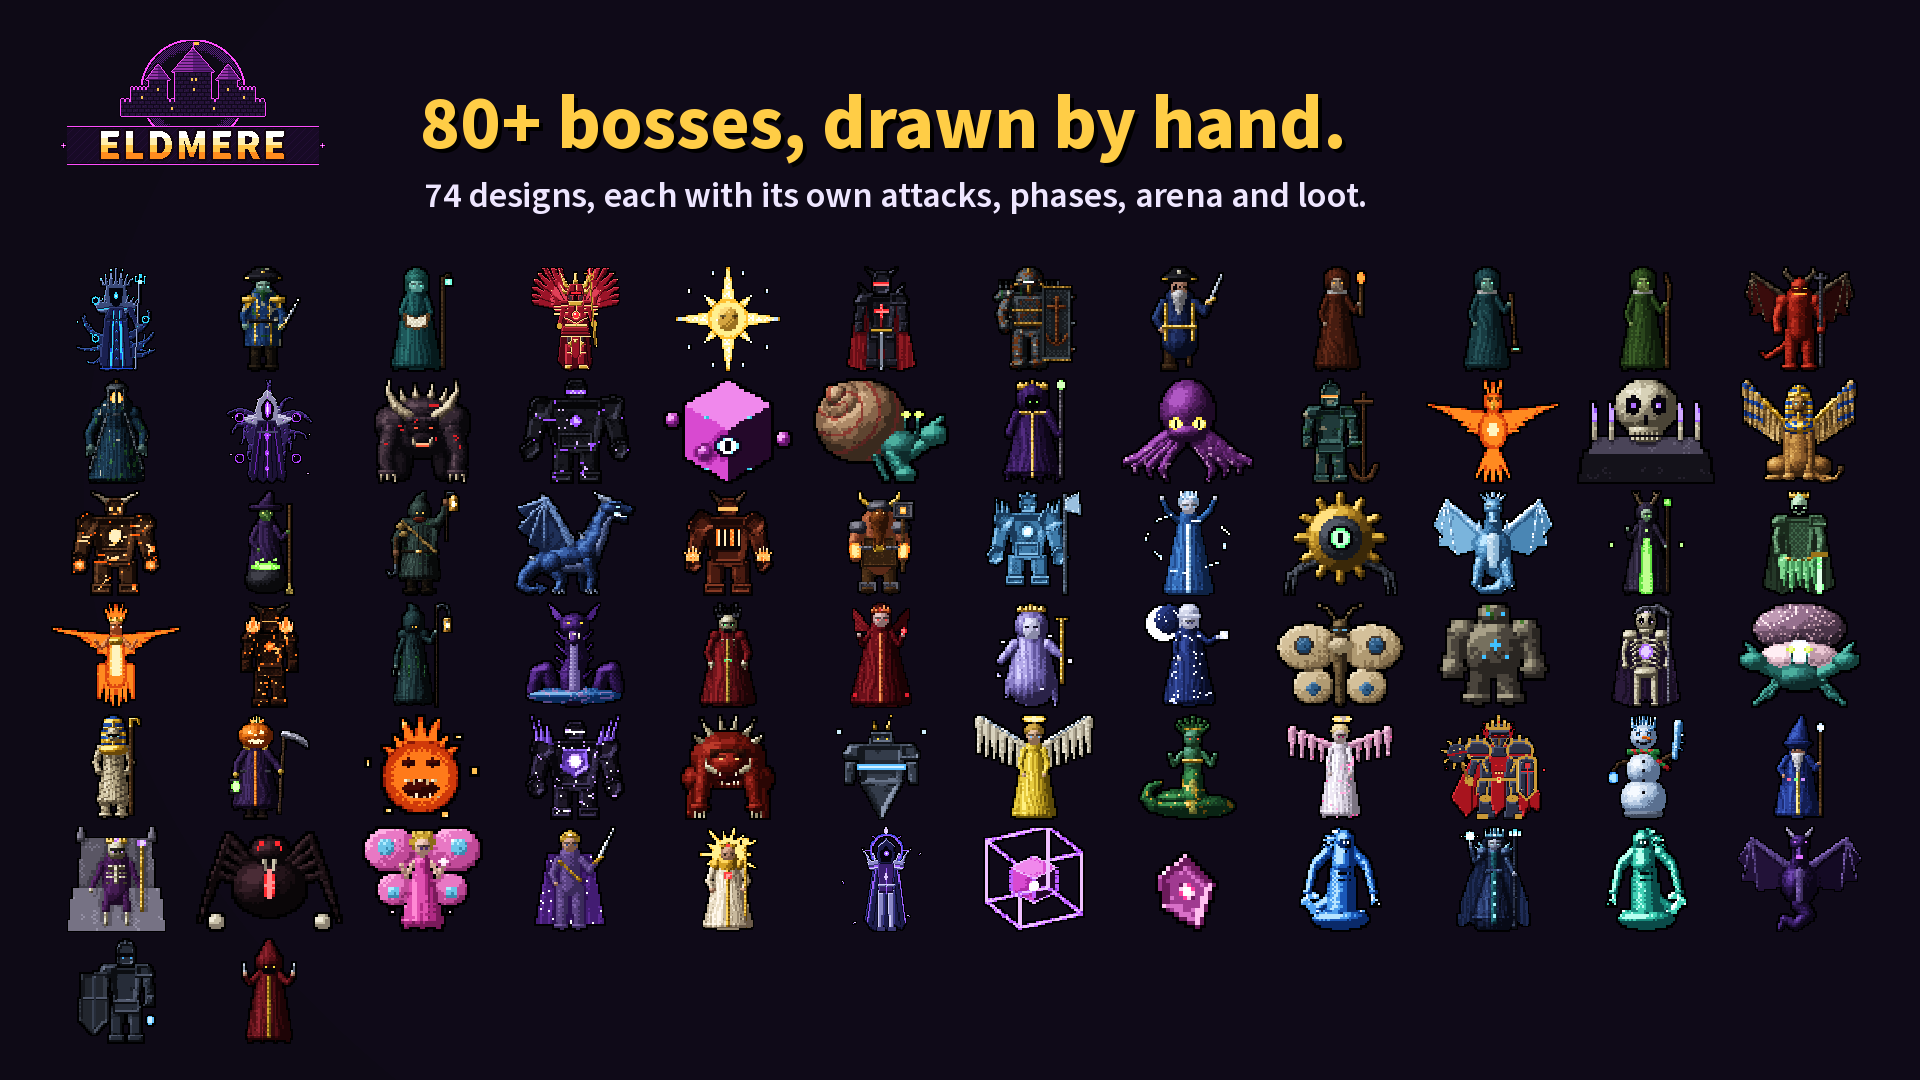 ELDMERE
80+ bosses, drawn by hand.
74 designs, each with its own attacks, phases, arena and loot.